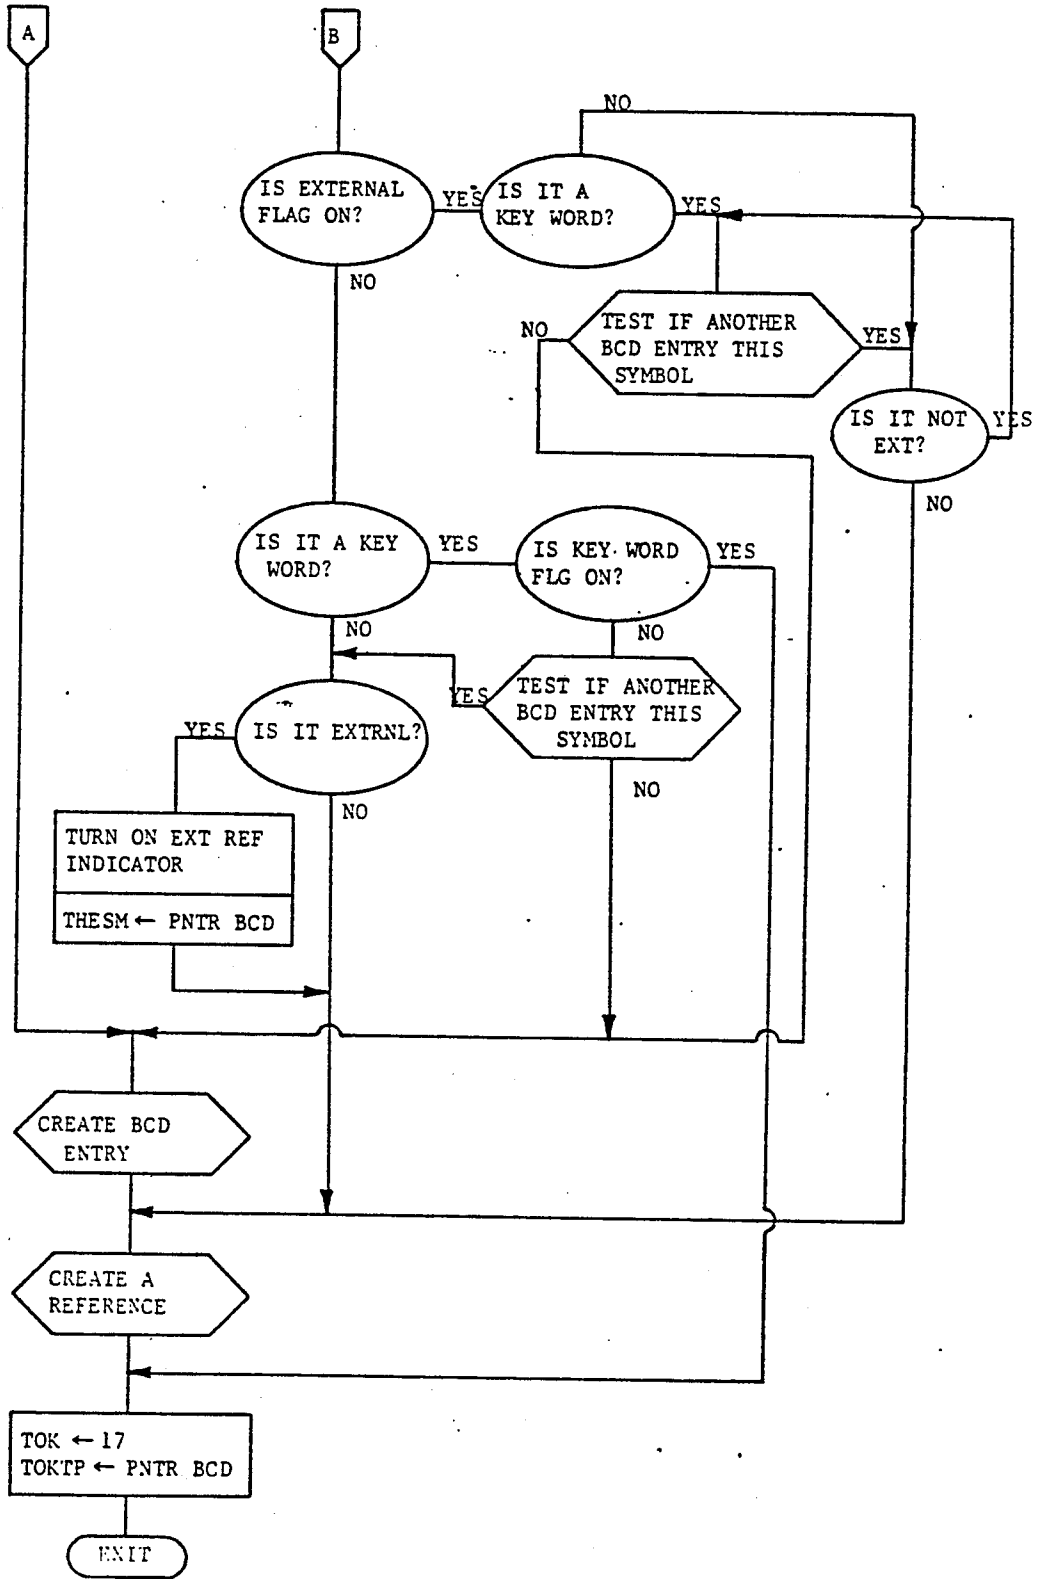 A
B
NO
IS EXTERNAL
FLAG ON?
YES
IS IT A
KEY WORD?
YES
NO
NO
TEST IF ANOTHER
BCD ENTRY THIS
SYMBOL
YES
IS IT NOT
EXT?
YES
NO
IS IT A KEY
WORD?
YES
IS KEY WORD
FLG ON?
YES
NO
NO
TEST IF ANOTHER
BCD ENTRY THIS
SYMBOL
YES
YES
IS IT EXTRNL?
NO
NO
TURN ON EXT REF
INDICATOR
THESM ← PNTR BCD
CREATE BCD
ENTRY
CREATE A
REFERENCE
TOK ← 17
TOKTP ← PNTR BCD
EXIT